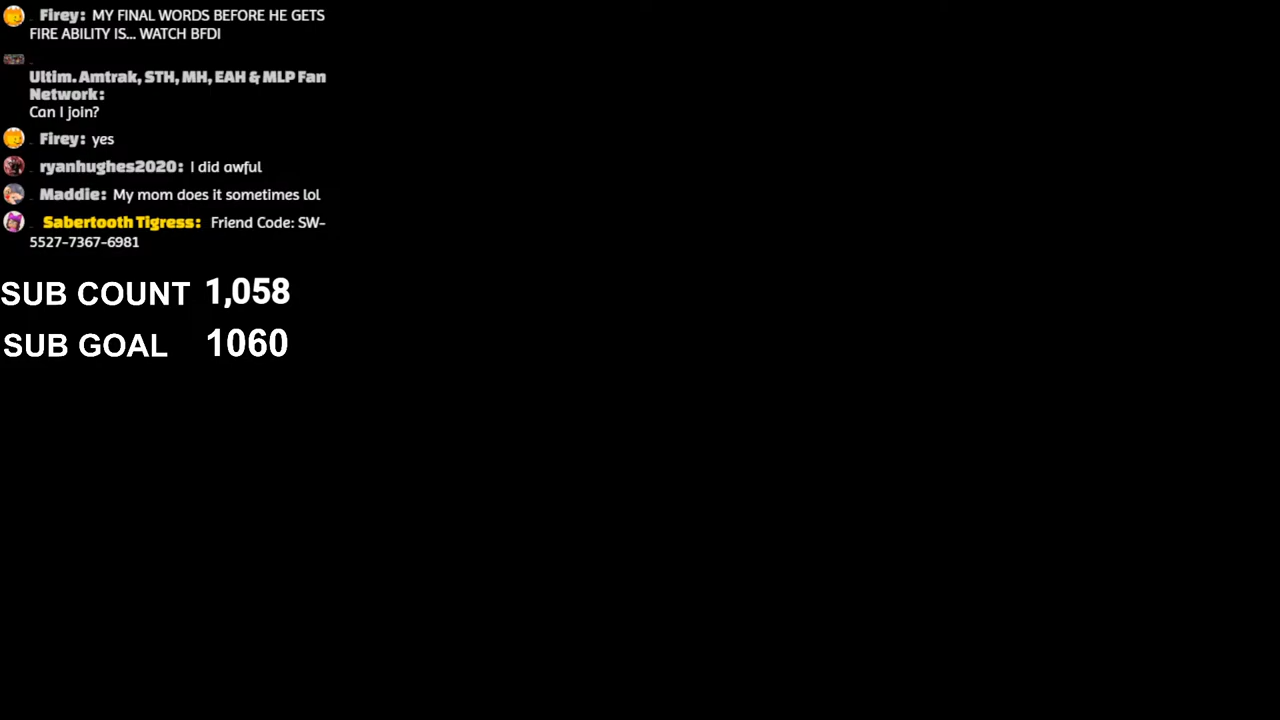 Firey: MY FINAL WORDS BEFORE HE GETS
FIRE ABILITY IS... WATCH BFDI
Ultim. Amtrak, STH, MH, EAH & MLP Fan
Network:
Can I join?
Firey: yes
ryanhughes2020: I did awful
Maddie: My mom does it sometimes lol
Sabertooth Tigress: Friend Code: SW-
5527-7367-6981
SUB COUNT 1,058
SUB GOAL 1060